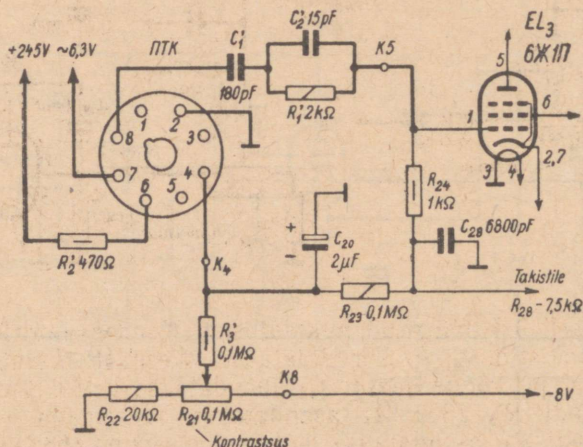 EL₃
6Ж1П
+245V ~6,3V ПТК
C₁'
180pF
C₂' 15pF
R₁' 2kΩ
K5
5
6
1
3
4
2,7
1
2
3
4
5
6
7
8
R₂' 470Ω
K₄
+
−
C₂₀
2μF
R₂₄
1kΩ
C₂₈ 6800pF
R₂₃ 0,1MΩ
Takistile
R₂₈ − 7,5kΩ
R₃'
0,1MΩ
K8
−8V
R₂₂ 20kΩ
R₂₁ 0,1MΩ
Kontrastsus